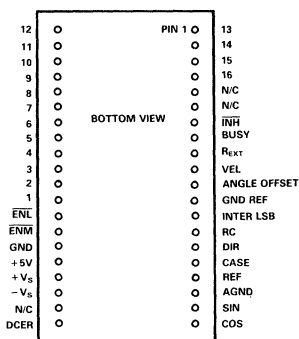 12 PIN 1 13
11 14
10 15
9 16
8 N/C
7 N/C
6 BOTTOM VIEW INH
5 BUSY
4 REXT
3 VEL
2 ANGLE OFFSET
1 GND REF
ENL INTER LSB
ENM RC
GND DIR
+5V CASE
+VS REF
-VS AGND
N/C SIN
DCER COS